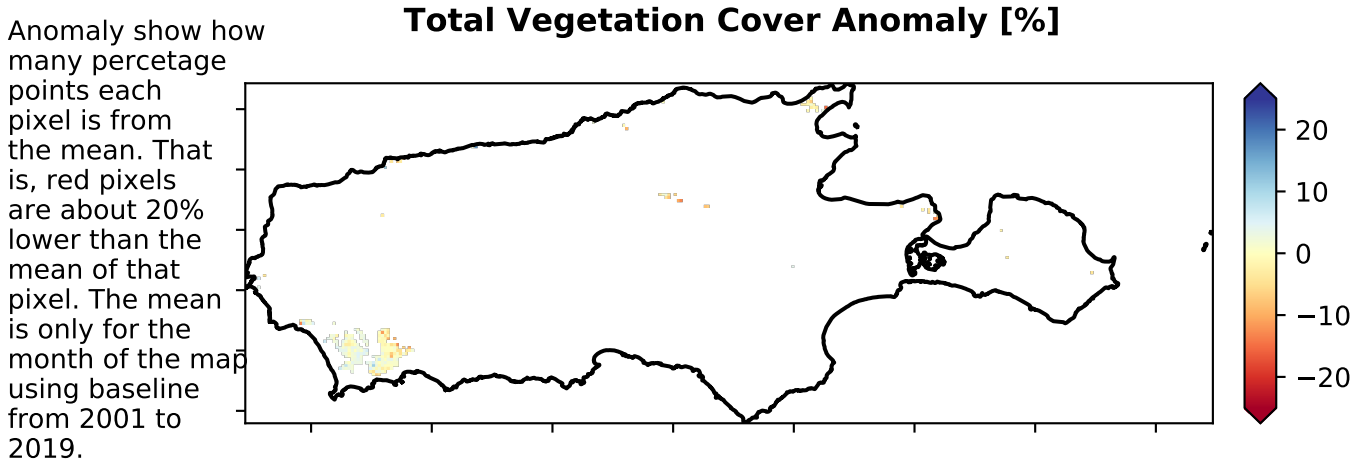 Total Vegetation Cover Anomaly [%]
Anomaly show how
many percetage
points each
pixel is from
the mean. That
is, red pixels
are about 20%
lower than the
mean of that
pixel. The mean
is only for the
month of the map
using baseline
from 2001 to
2019.
20
10
0
−10
−20